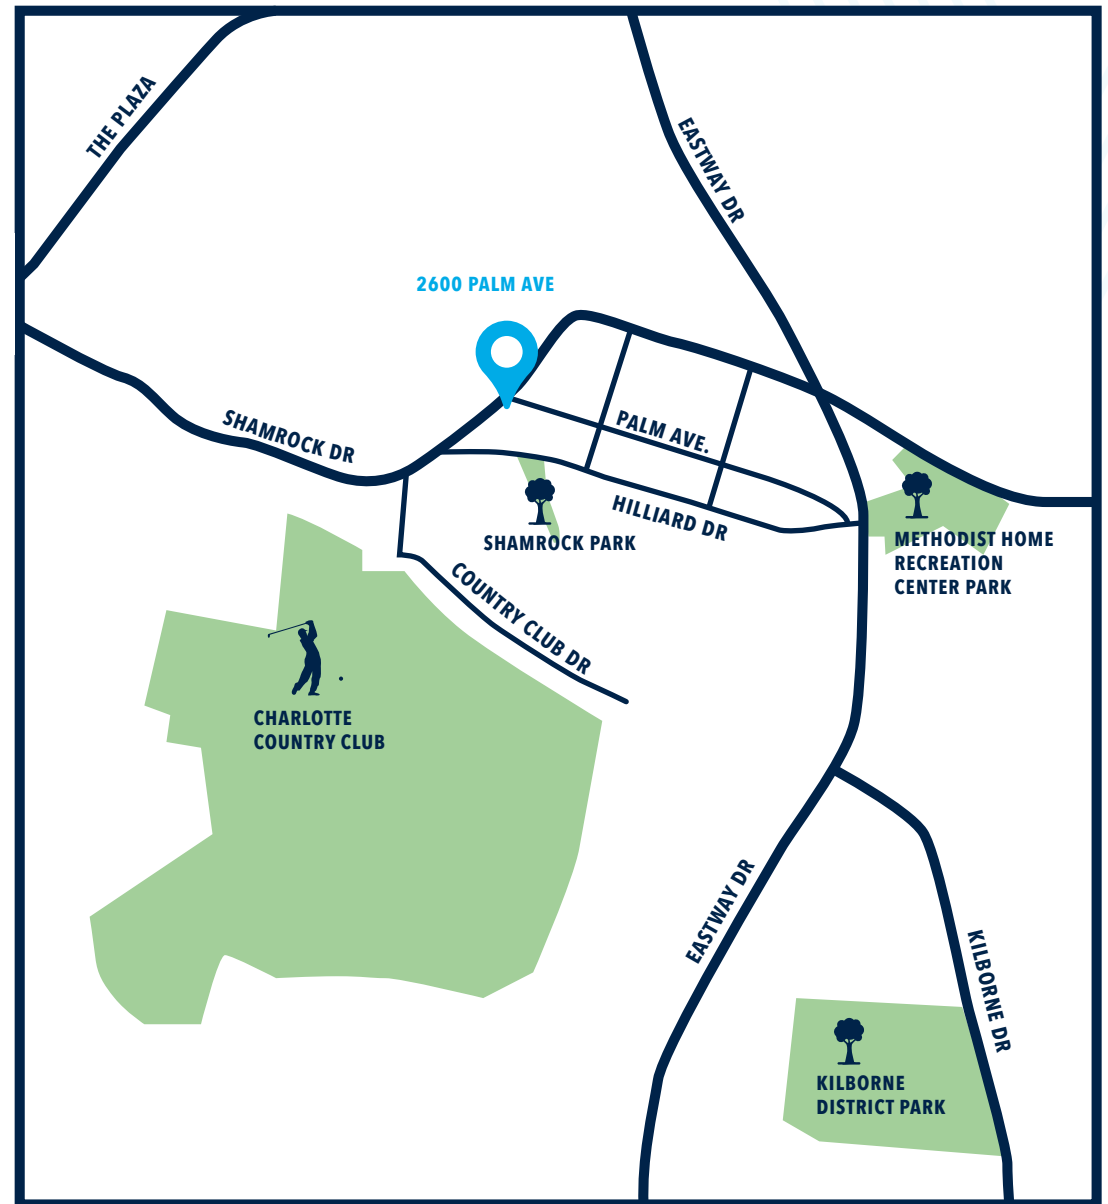 THE PLAZA
EASTWAY DR
2600 PALM AVE
SHAMROCK DR
PALM AVE.
HILLIARD DR
SHAMROCK PARK
METHODIST HOME
RECREATION
CENTER PARK
COUNTRY CLUB DR
CHARLOTTE
COUNTRY CLUB
EASTWAY DR
KILBORNE DR
KILBORNE
DISTRICT PARK